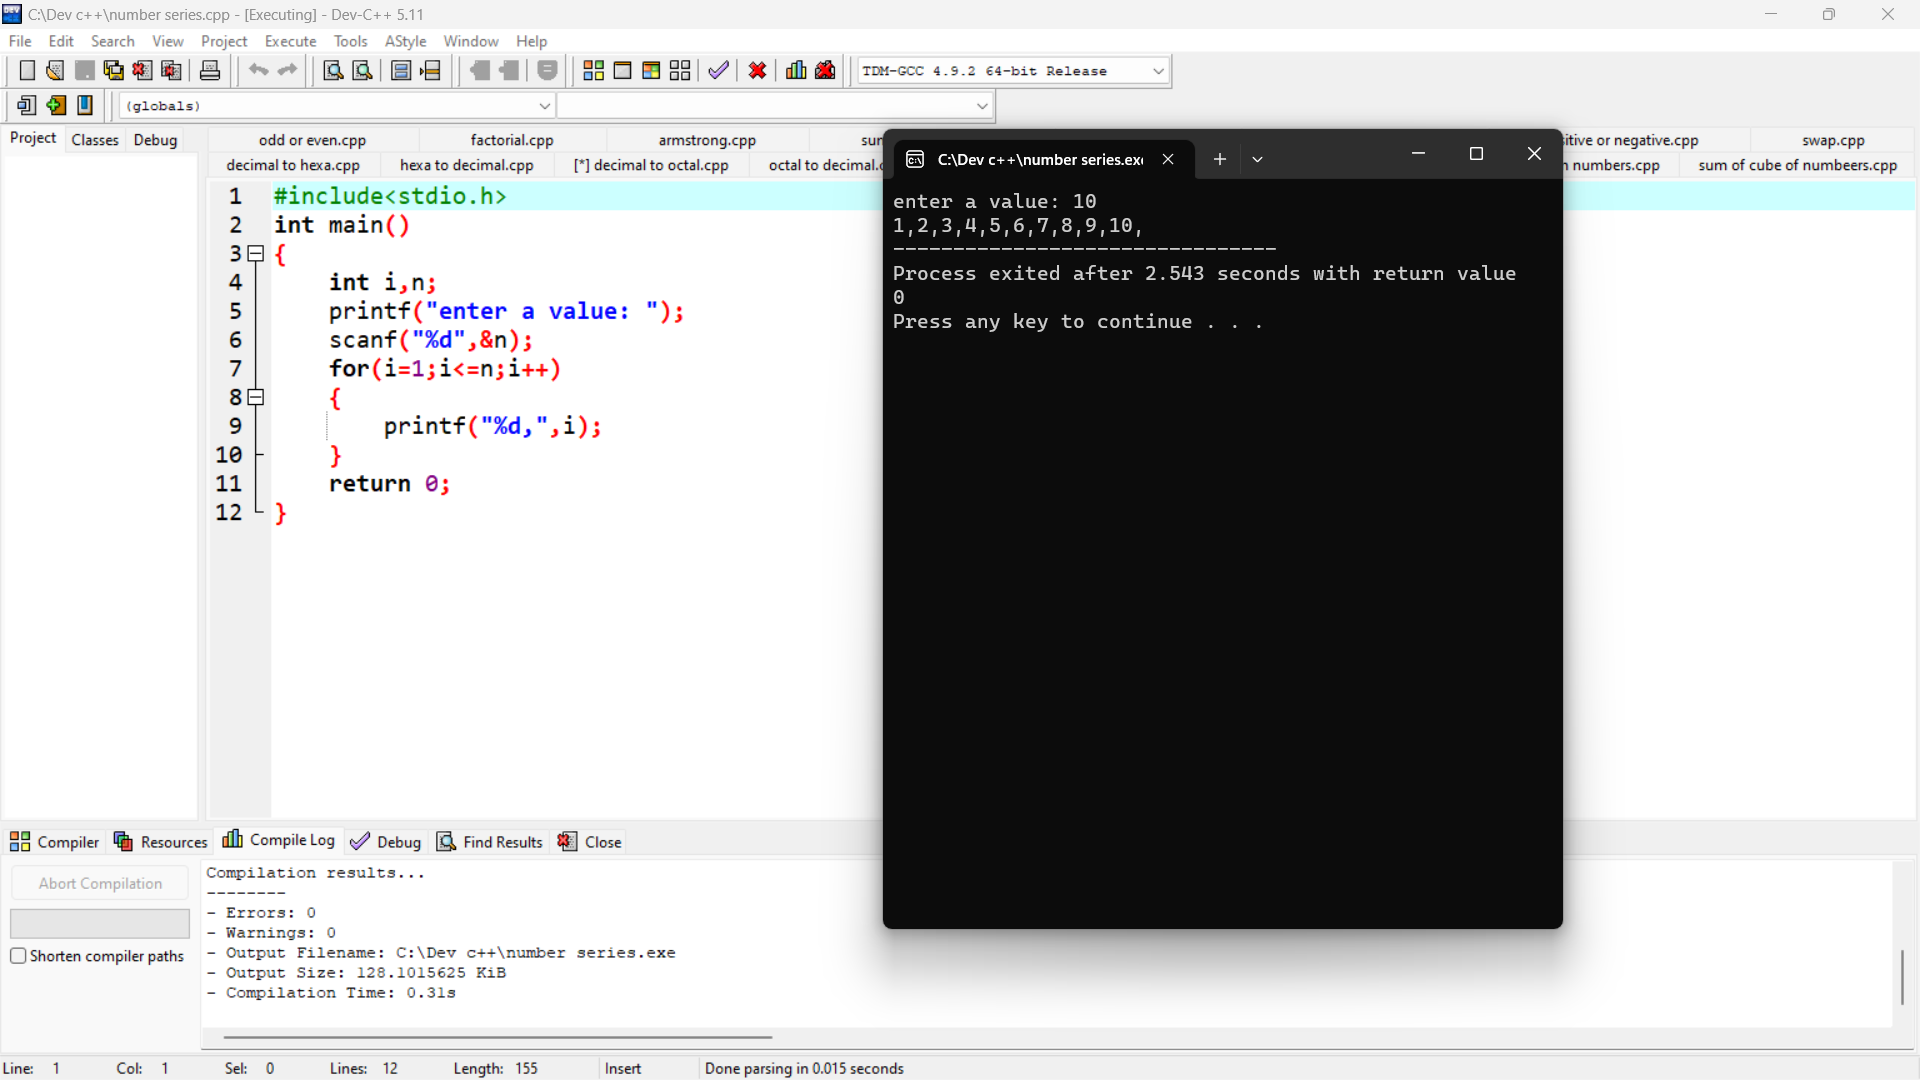 C:\Dev c++\number series.cpp - [Executing] - Dev-C++ 5.11
File Edit Search View Project Execute Tools AStyle Window Help
TDM-GCC 4.9.2 64-bit Release
(globals)
Project Classes Debug
odd or even.cpp factorial.cpp armstrong.cpp sum itive or negative.cpp swap.cpp
decimal to hexa.cpp hexa to decimal.cpp [*] decimal to octal.cpp octal to decimal.c numbers.cpp sum of cube of numbeers.cpp
1 #include<stdio.h>
2 int main()
3 {
4 int i,n;
5 printf("enter a value: ");
6 scanf("%d",&n);
7 for(i=1;i<=n;i++)
8 {
9 printf("%d,",i);
10 }
11 return 0;
12 }
C:\Dev c++\number series.exe
enter a value: 10
1,2,3,4,5,6,7,8,9,10,
--------------------------------
Process exited after 2.543 seconds with return value
0
Press any key to continue . . .
Compiler Resources Compile Log Debug Find Results Close
Abort Compilation
Shorten compiler paths
Compilation results...
--------
- Errors: 0
- Warnings: 0
- Output Filename: C:\Dev c++\number series.exe
- Output Size: 128.1015625 KiB
- Compilation Time: 0.31s
Line: 1 Col: 1 Sel: 0 Lines: 12 Length: 155 Insert Done parsing in 0.015 seconds